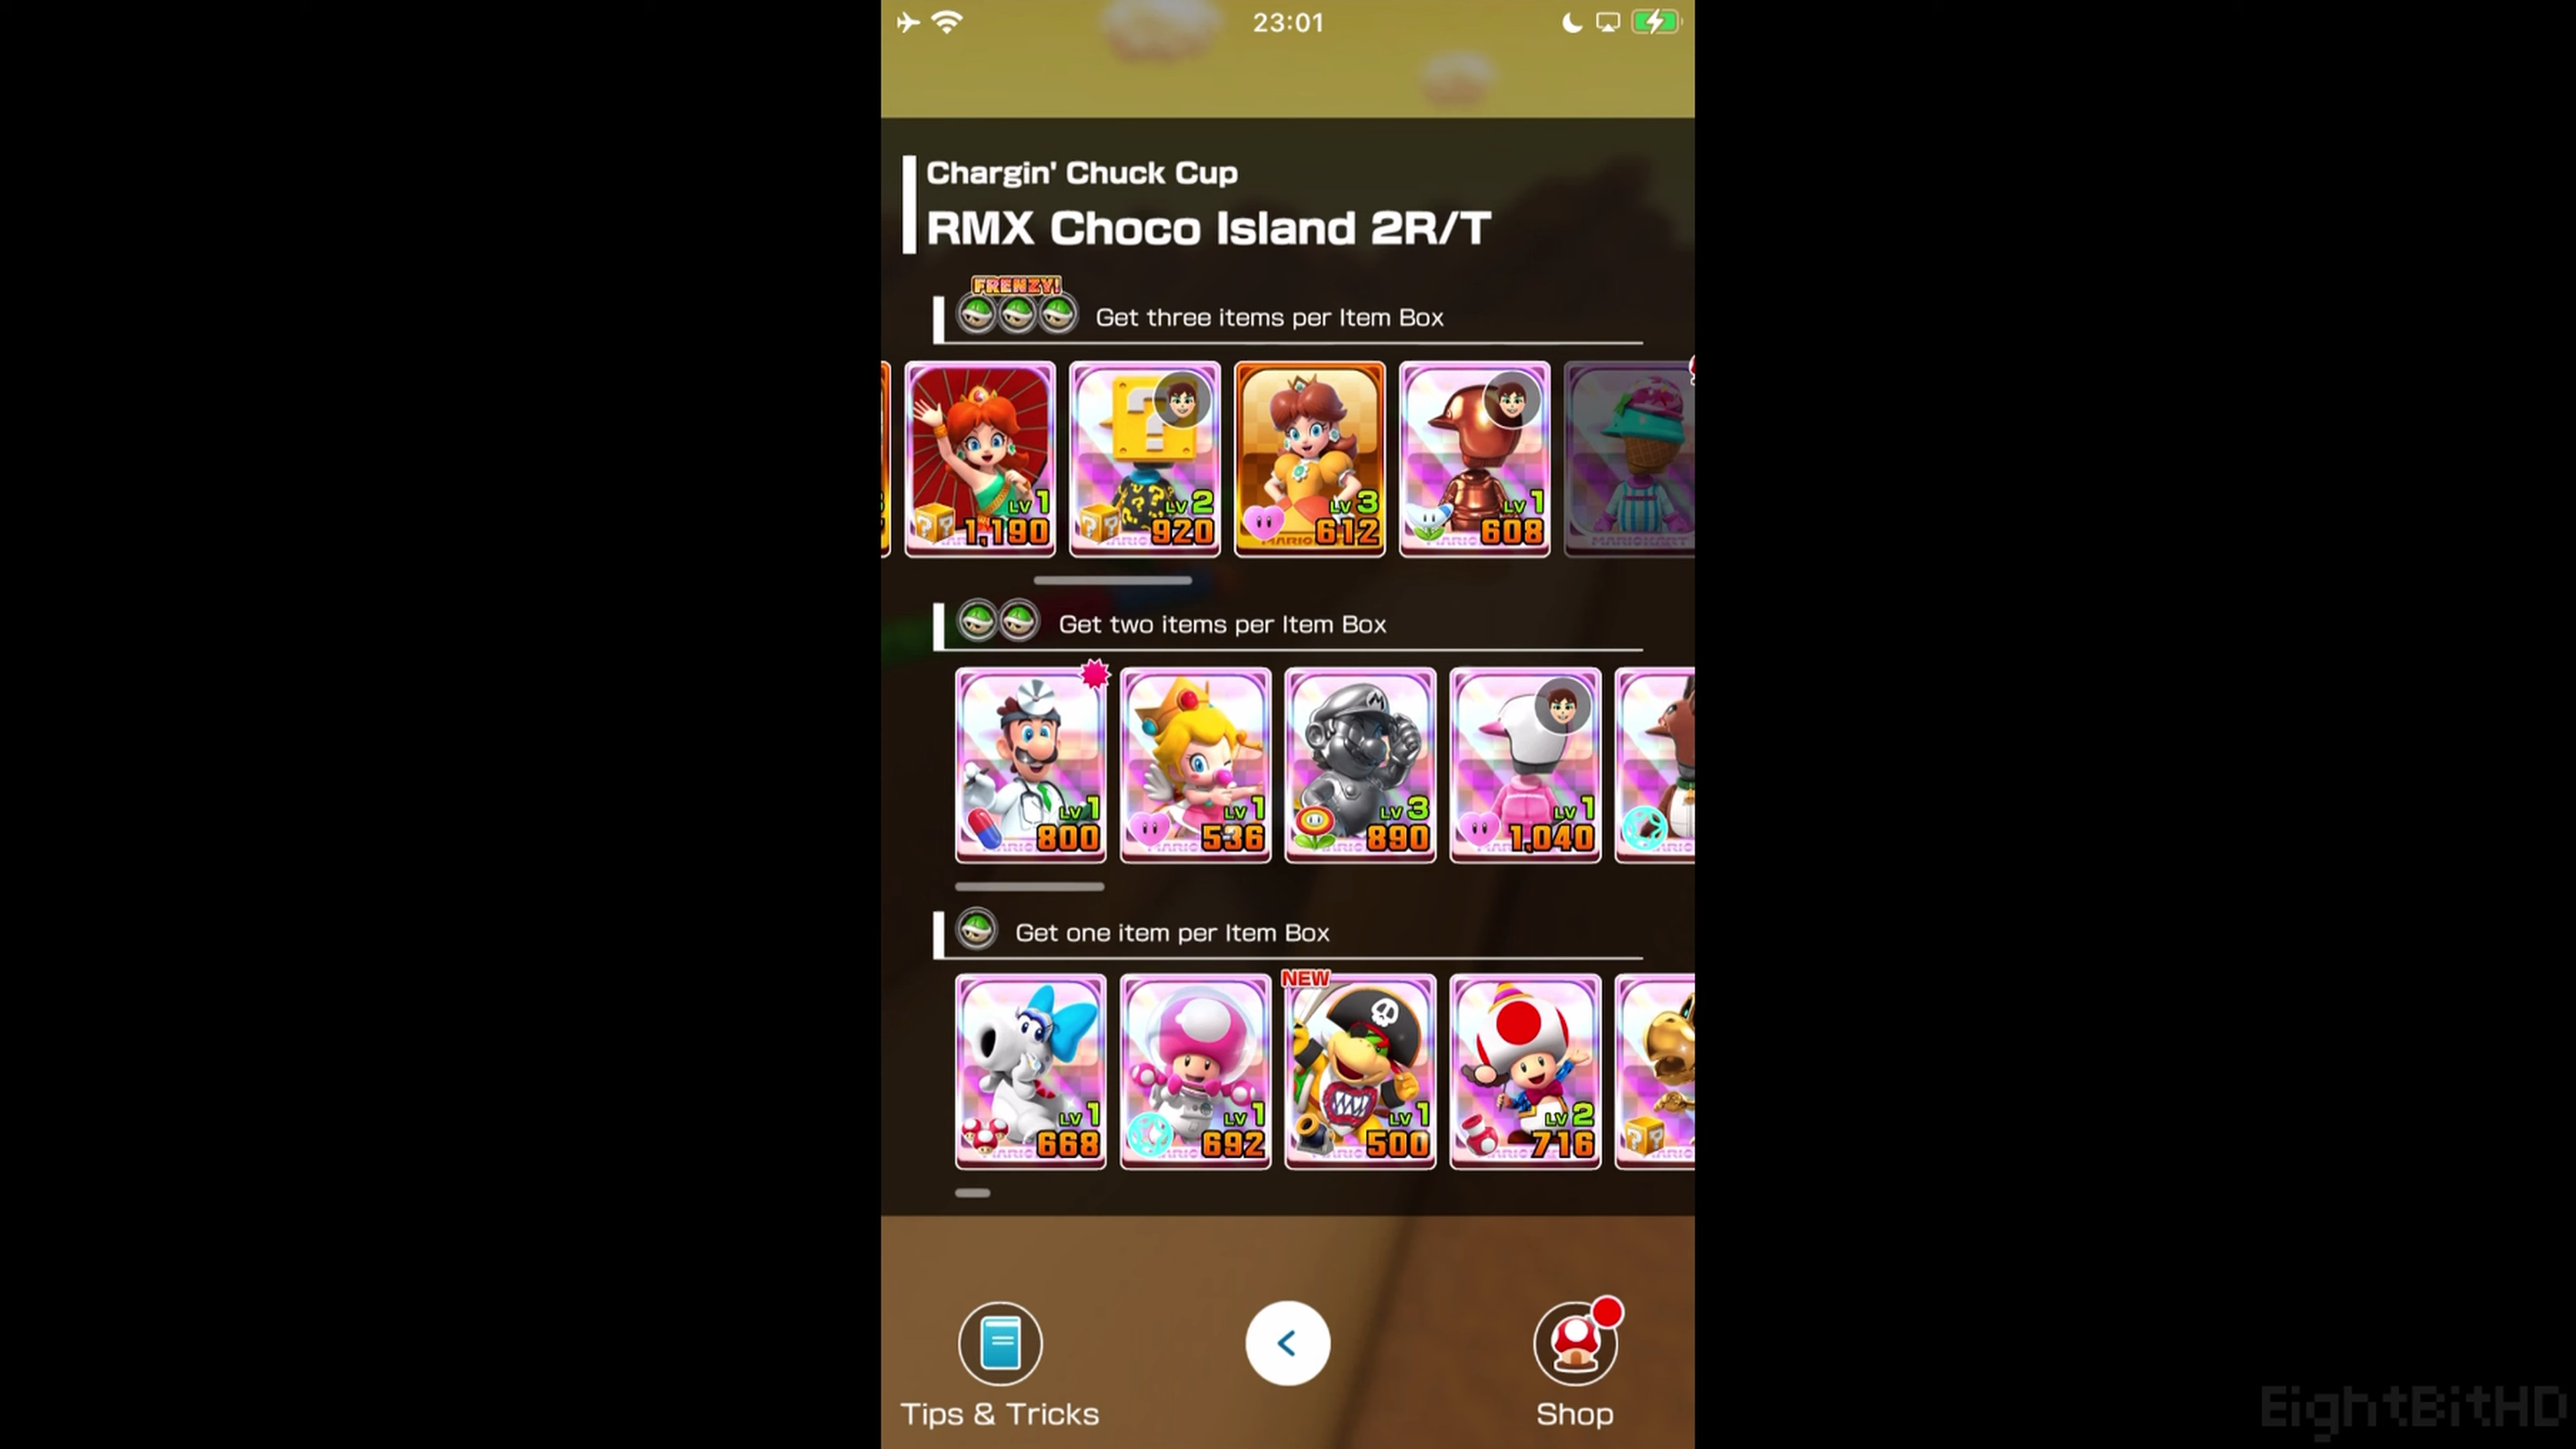 23:01
Chargin' Chuck Cup
RMX Choco Island 2R/T
FRENZY!
Get three items per Item Box
LV 1 LV 2 LV 3 LV 1
1,190 920 612 608
MARIOKART
Get two items per Item Box
LV 1 LV 1 LV 3 LV 1
800 536 890 1,040
Get one item per Item Box
NEW
LV 1 LV 1 LV 1 LV 2
668 692 500 716
Tips & Tricks
Shop
EightBitHD